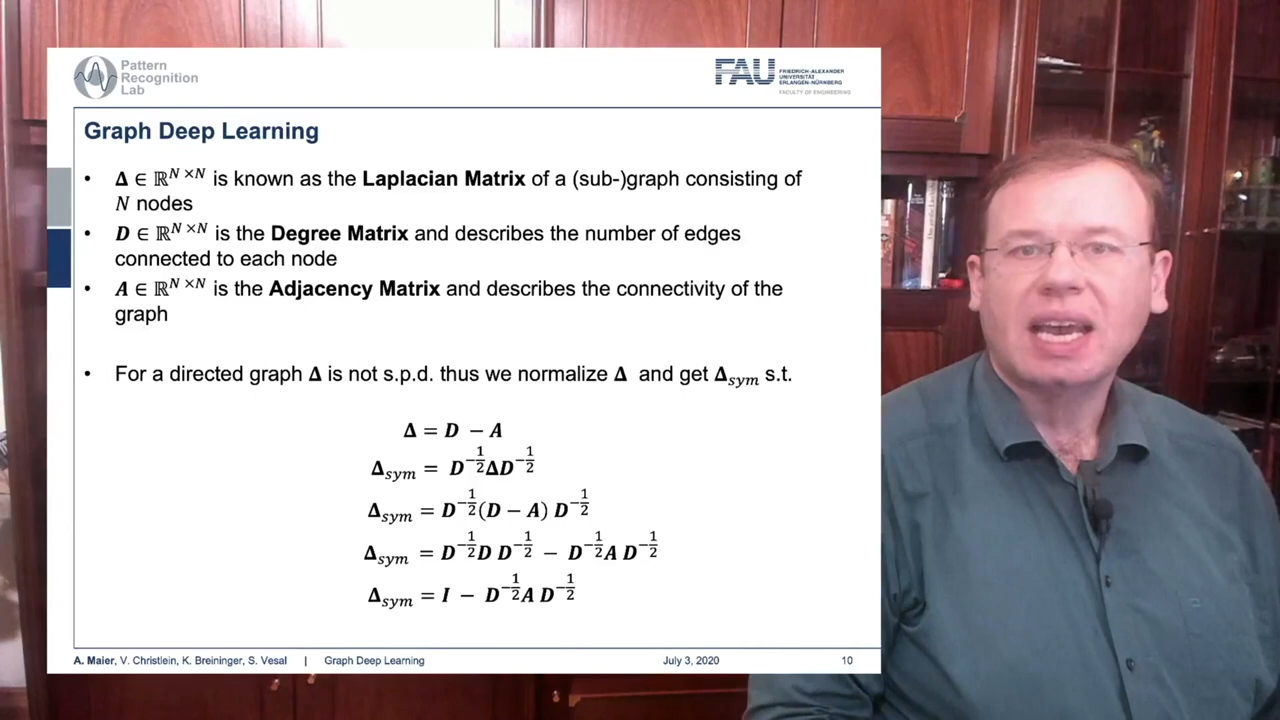 Pattern
Recognition
Lab
FAU
FRIEDRICH-ALEXANDER
UNIVERSITÄT
ERLANGEN-NÜRNBERG
FACULTY OF ENGINEERING
Graph Deep Learning
• Δ ∈ ℝ^{N×N} is known as the Laplacian Matrix of a (sub-)graph consisting of
N nodes
• D ∈ ℝ^{N×N} is the Degree Matrix and describes the number of edges
connected to each node
• A ∈ ℝ^{N×N} is the Adjacency Matrix and describes the connectivity of the
graph
• For a directed graph Δ is not s.p.d. thus we normalize Δ and get Δ_{sym} s.t.
Δ = D − A
Δ_{sym} = D^{-1/2}ΔD^{-1/2}
Δ_{sym} = D^{-1/2}(D − A) D^{-1/2}
Δ_{sym} = D^{-1/2}D D^{-1/2} − D^{-1/2}A D^{-1/2}
Δ_{sym} = I − D^{-1/2}A D^{-1/2}
A. Maier, V. Christlein, K. Breininger, S. Vesal | Graph Deep Learning July 3, 2020 10